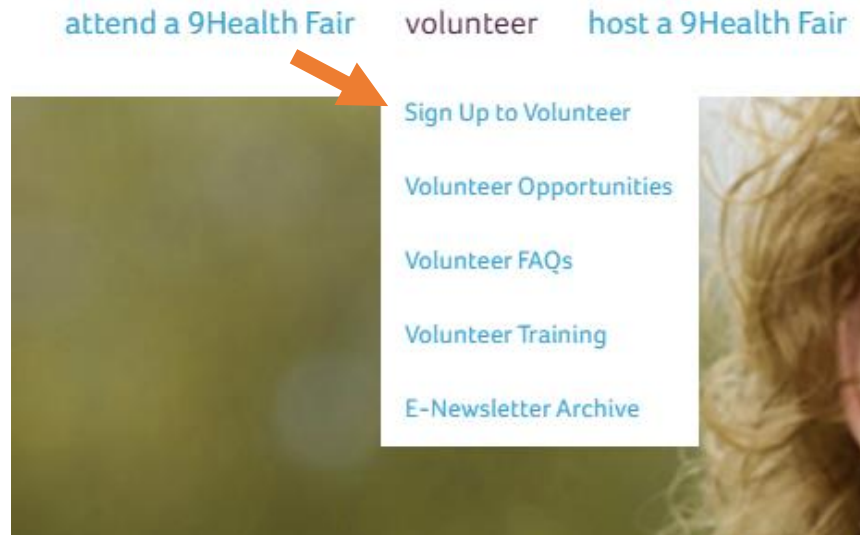 attend a 9Health Fair volunteer host a 9Health Fair
Sign Up to Volunteer
Volunteer Opportunities
Volunteer FAQs
Volunteer Training
E-Newsletter Archive